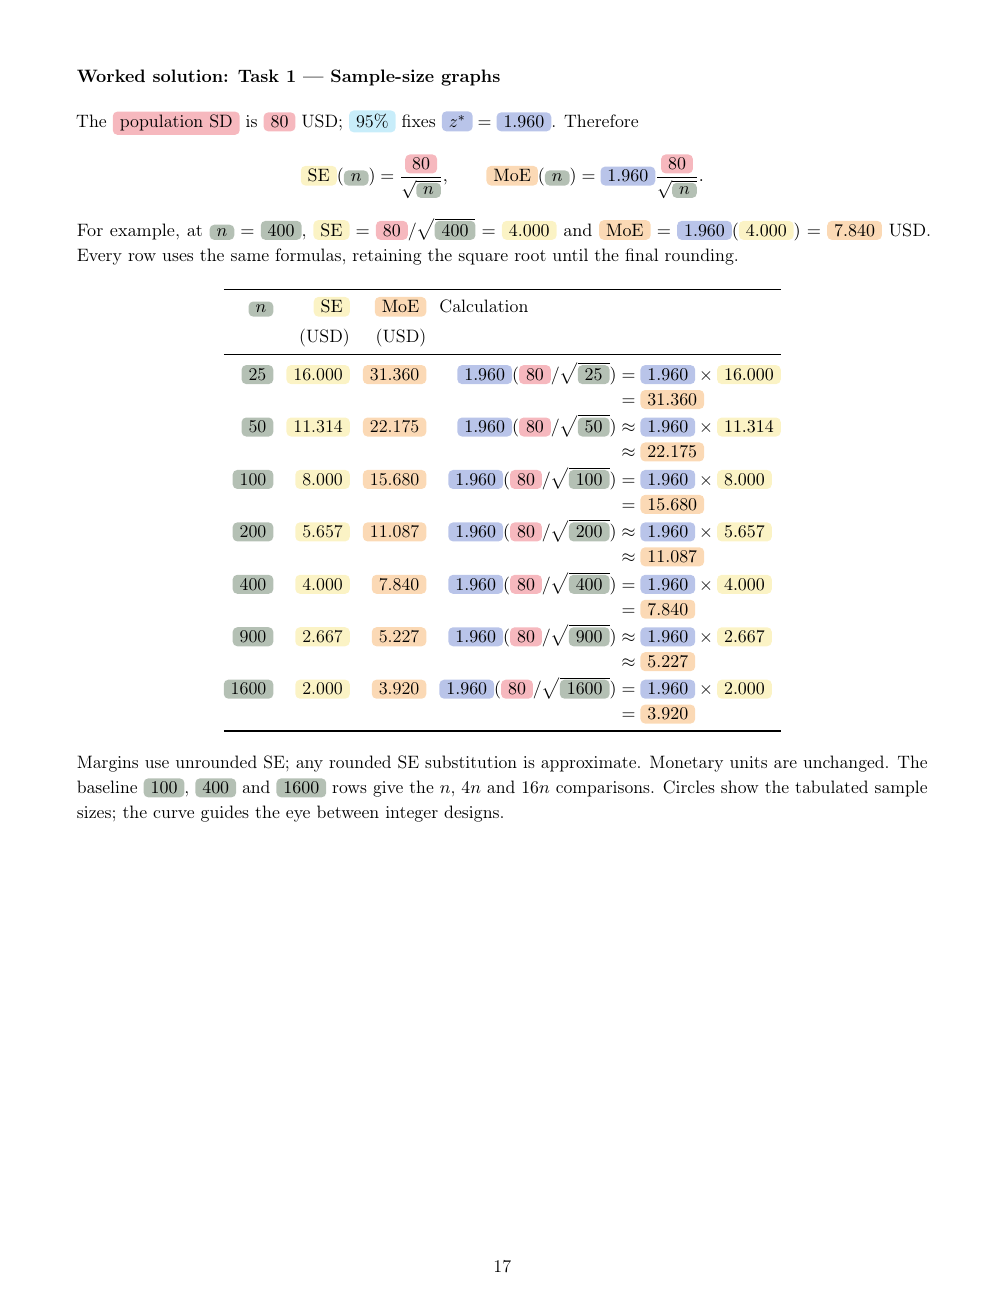 Worked solution: Task 1 — Sample-size graphs
The population SD is 80 USD; 95% fixes z* = 1.960. Therefore
SE(n) = 80/√n, MoE(n) = 1.960 80/√n.
For example, at n = 400, SE = 80/√400 = 4.000 and MoE = 1.960(4.000) = 7.840 USD.
Every row uses the same formulas, retaining the square root until the final rounding.
n SE MoE Calculation
(USD) (USD)
25 16.000 31.360 1.960(80/√25) = 1.960 × 16.000
= 31.360
50 11.314 22.175 1.960(80/√50) ≈ 1.960 × 11.314
≈ 22.175
100 8.000 15.680 1.960(80/√100) = 1.960 × 8.000
= 15.680
200 5.657 11.087 1.960(80/√200) ≈ 1.960 × 5.657
≈ 11.087
400 4.000 7.840 1.960(80/√400) = 1.960 × 4.000
= 7.840
900 2.667 5.227 1.960(80/√900) ≈ 1.960 × 2.667
≈ 5.227
1600 2.000 3.920 1.960(80/√1600) = 1.960 × 2.000
= 3.920
Margins use unrounded SE; any rounded SE substitution is approximate. Monetary units are unchanged. The
baseline 100, 400 and 1600 rows give the n, 4n and 16n comparisons. Circles show the tabulated sample
sizes; the curve guides the eye between integer designs.
17